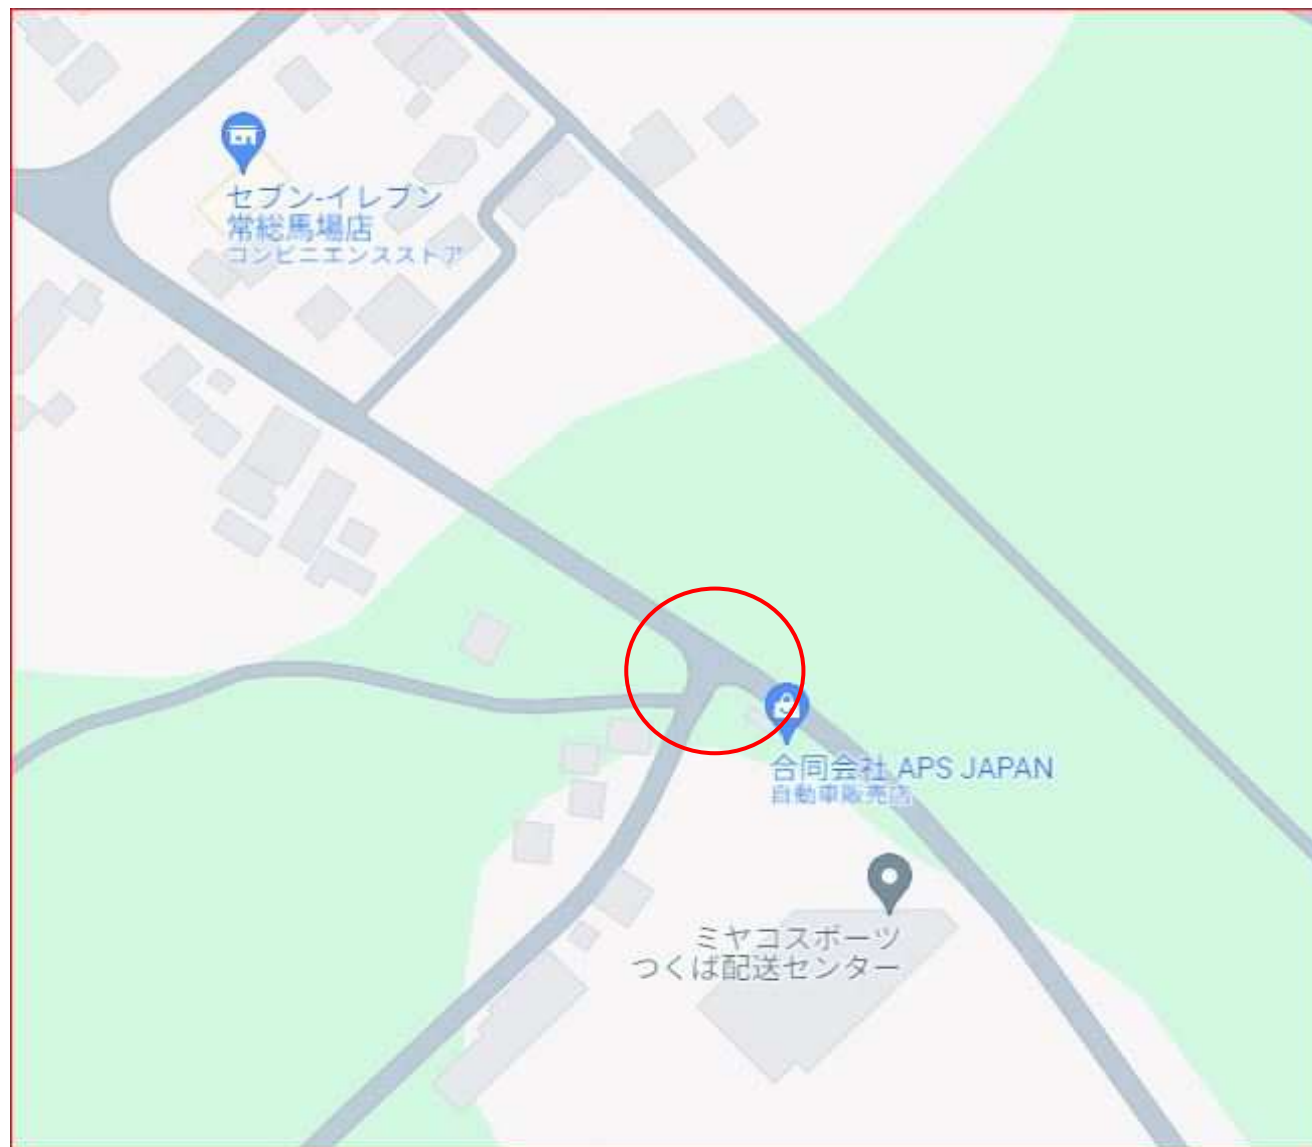 セブン-イレブン
常総馬場店
コンビニエンスストア
合同会社 APS JAPAN
自動車販売店
ミヤコスポーツ
つくば配送センター